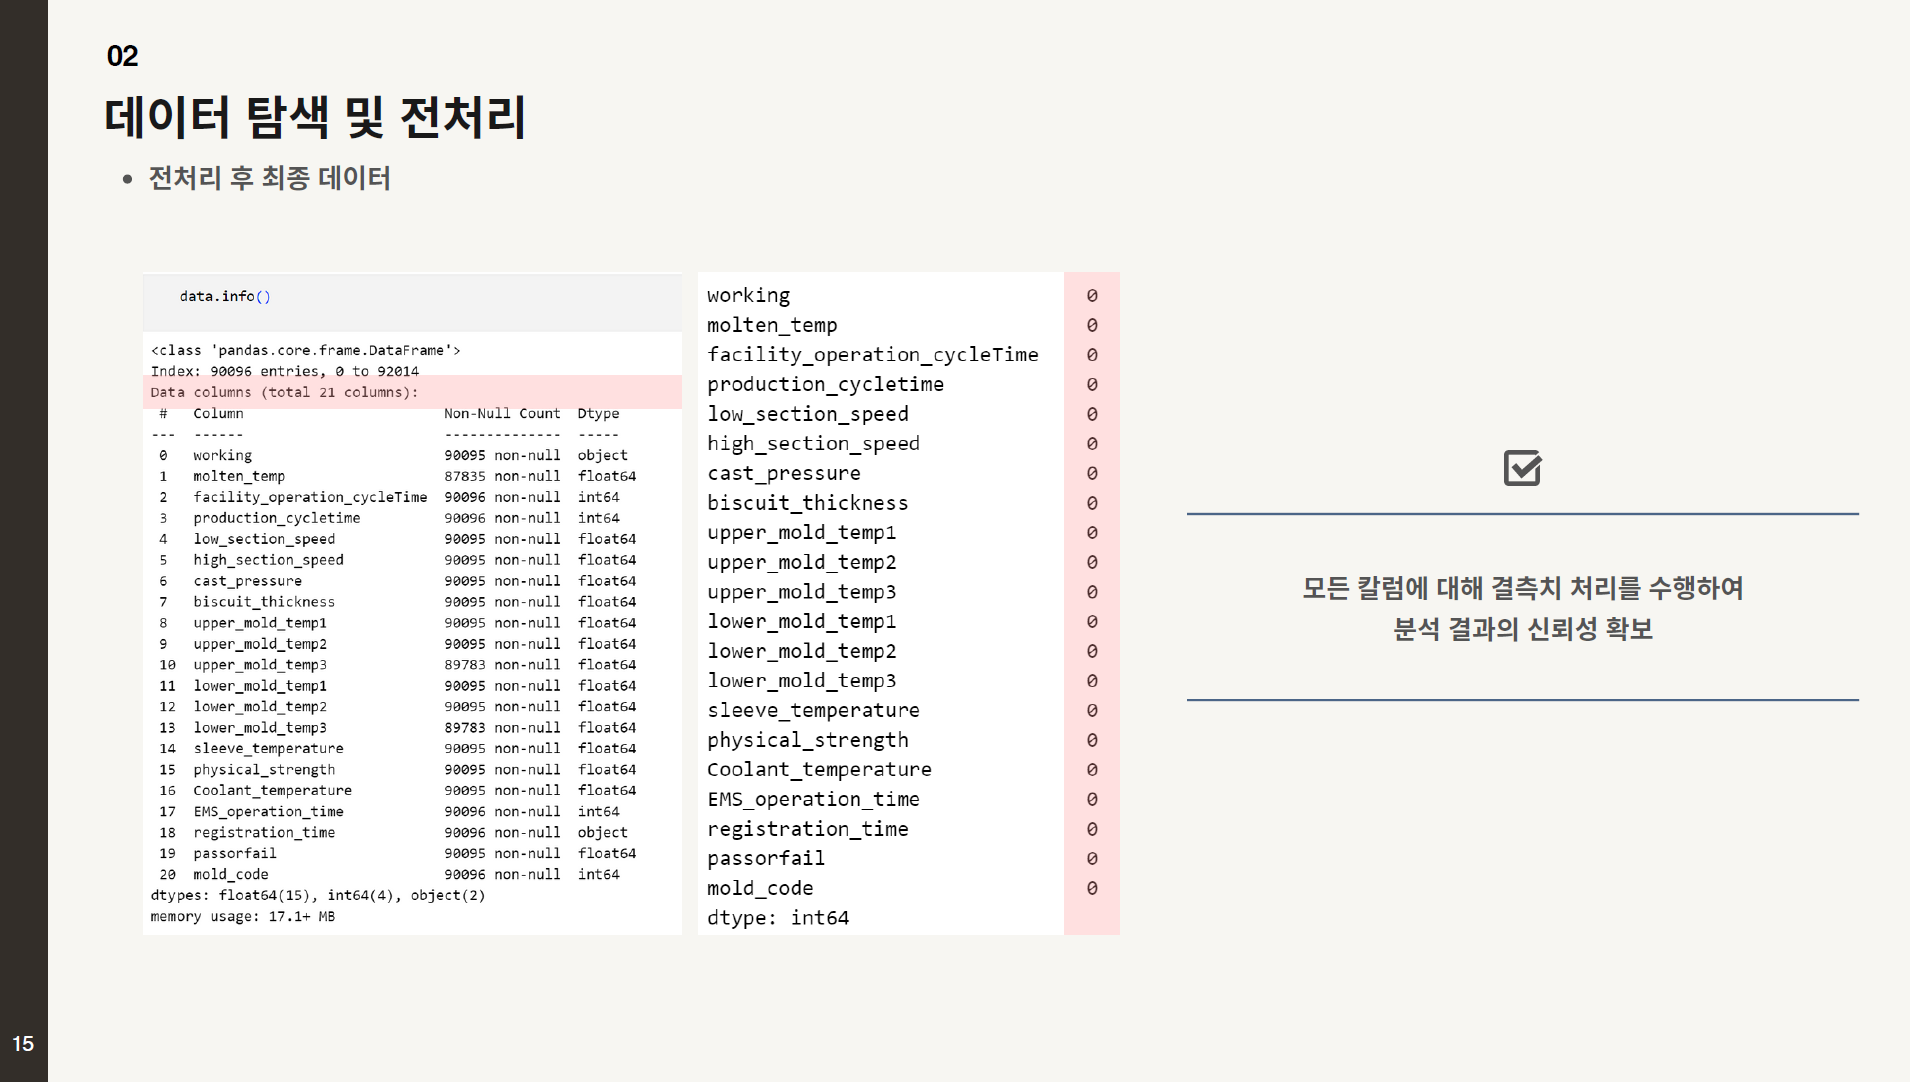 02
데이터 탐색 및 전처리
• 전처리 후 최종 데이터
data.info()
<class 'pandas.core.frame.DataFrame'>
Index: 90096 entries, 0 to 92014
Data columns (total 21 columns):
# Column Non-Null Count Dtype
--- ------ -------------- -----
0 working 90095 non-null object
1 molten_temp 87835 non-null float64
2 facility_operation_cycleTime 90096 non-null int64
3 production_cycletime 90096 non-null int64
4 low_section_speed 90095 non-null float64
5 high_section_speed 90095 non-null float64
6 cast_pressure 90095 non-null float64
7 biscuit_thickness 90095 non-null float64
8 upper_mold_temp1 90095 non-null float64
9 upper_mold_temp2 90095 non-null float64
10 upper_mold_temp3 89783 non-null float64
11 lower_mold_temp1 90095 non-null float64
12 lower_mold_temp2 90095 non-null float64
13 lower_mold_temp3 89783 non-null float64
14 sleeve_temperature 90095 non-null float64
15 physical_strength 90095 non-null float64
16 Coolant_temperature 90095 non-null float64
17 EMS_operation_time 90096 non-null int64
18 registration_time 90096 non-null object
19 passorfail 90095 non-null float64
20 mold_code 90096 non-null int64
dtypes: float64(15), int64(4), object(2)
memory usage: 17.1+ MB
working 0
molten_temp 0
facility_operation_cycleTime 0
production_cycletime 0
low_section_speed 0
high_section_speed 0
cast_pressure 0
biscuit_thickness 0
upper_mold_temp1 0
upper_mold_temp2 0
upper_mold_temp3 0
lower_mold_temp1 0
lower_mold_temp2 0
lower_mold_temp3 0
sleeve_temperature 0
physical_strength 0
Coolant_temperature 0
EMS_operation_time 0
registration_time 0
passorfail 0
mold_code 0
dtype: int64
모든 칼럼에 대해 결측치 처리를 수행하여
분석 결과의 신뢰성 확보
15